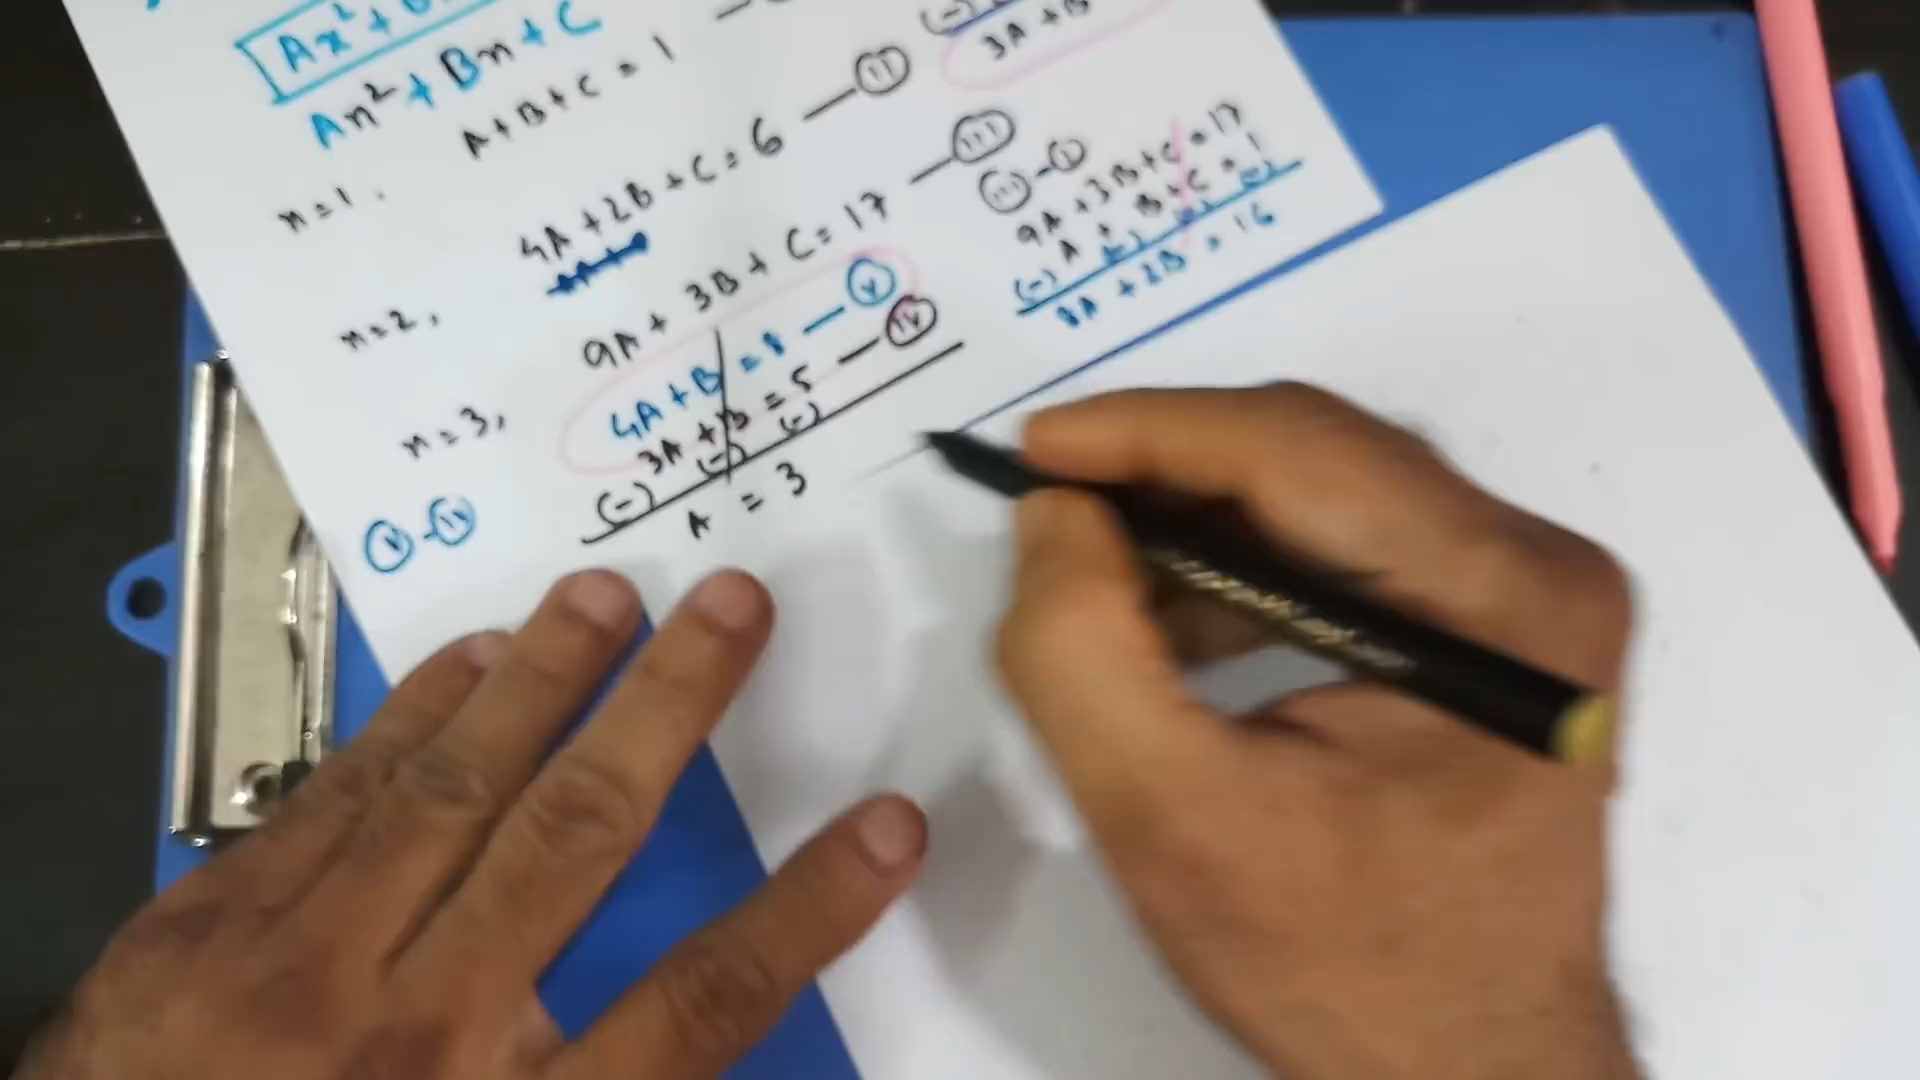 Ax² + B
An² + Bn + C
n=1, A+B+C = 1
n=2, 4A + 2B + C = 6 — (ii)
n=3, 9A + 3B + C = 17 — (iii)
4A + B = 8 — (v)
(v) - (iv) 3A + B = 5 — (iv)
(-) (-) (-)
A = 3
(-)
3A + B
(iii) - (i)
9A + 3B + C = 17
A + B + C = 1
(-) (-) (-) (-)
8A + 2B = 16